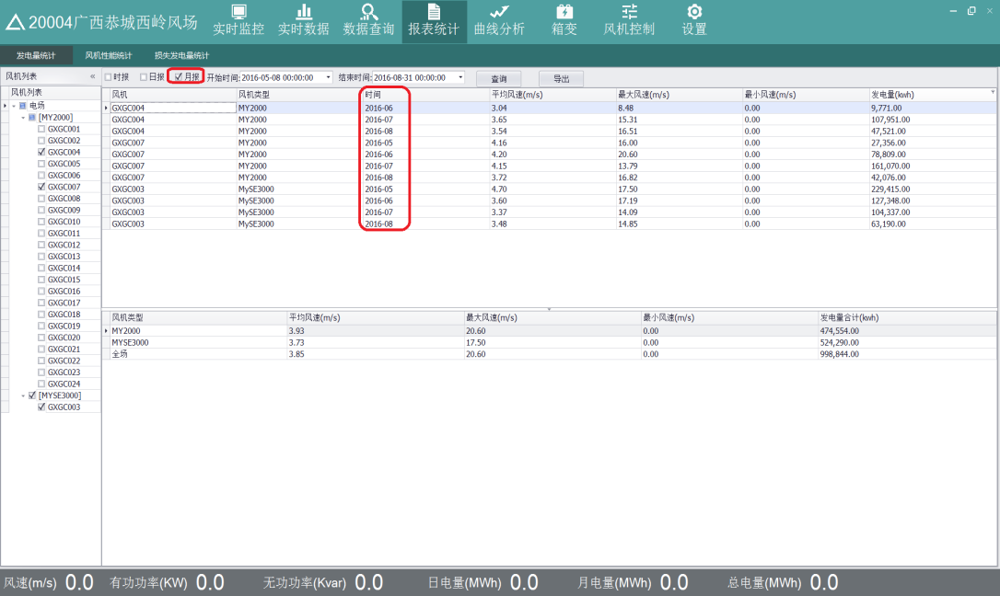 20004广西恭城西岭风场
实时监控 实时数据 数据查询 报表统计 曲线分析 箱变 风机控制 设置
发电量统计 风机性能统计 损失发电量统计
风机列表 « 时报 日报 月报 开始时间: 2016-05-08 00:00:00 结束时间: 2016-08-31 00:00:00 查询 导出
风机列表
电场
[MY2000]
GXGC001
GXGC002
GXGC004
GXGC005
GXGC006
GXGC007
GXGC008
GXGC009
GXGC010
GXGC011
GXGC012
GXGC013
GXGC014
GXGC015
GXGC016
GXGC017
GXGC018
GXGC019
GXGC020
GXGC021
GXGC022
GXGC023
GXGC024
[MYSE3000]
GXGC003
风机 风机类型 时间 平均风速(m/s) 最大风速(m/s) 最小风速(m/s) 发电量(kwh)
GXGC004 MY2000 2016-06 3.04 8.48 0.00 9,771.00
GXGC004 MY2000 2016-07 3.65 15.31 0.00 107,951.00
GXGC004 MY2000 2016-08 3.54 16.51 0.00 47,521.00
GXGC007 MY2000 2016-05 4.16 16.00 0.00 27,356.00
GXGC007 MY2000 2016-06 4.20 20.60 0.00 78,809.00
GXGC007 MY2000 2016-07 4.15 13.79 0.00 161,070.00
GXGC007 MY2000 2016-08 3.72 16.82 0.00 42,076.00
GXGC003 MySE3000 2016-05 4.70 17.50 0.00 229,415.00
GXGC003 MySE3000 2016-06 3.60 17.19 0.00 127,348.00
GXGC003 MySE3000 2016-07 3.37 14.09 0.00 104,337.00
GXGC003 MySE3000 2016-08 3.48 14.85 0.00 63,190.00
风机类型 平均风速(m/s) 最大风速(m/s) 最小风速(m/s) 发电量合计(kwh)
MY2000 3.93 20.60 0.00 474,554.00
MYSE3000 3.73 17.50 0.00 524,290.00
全场 3.85 20.60 0.00 998,844.00
风速(m/s) 0.0 有功功率(KW) 0.0 无功功率(Kvar) 0.0 日电量(MWh) 0.0 月电量(MWh) 0.0 总电量(MWh) 0.0